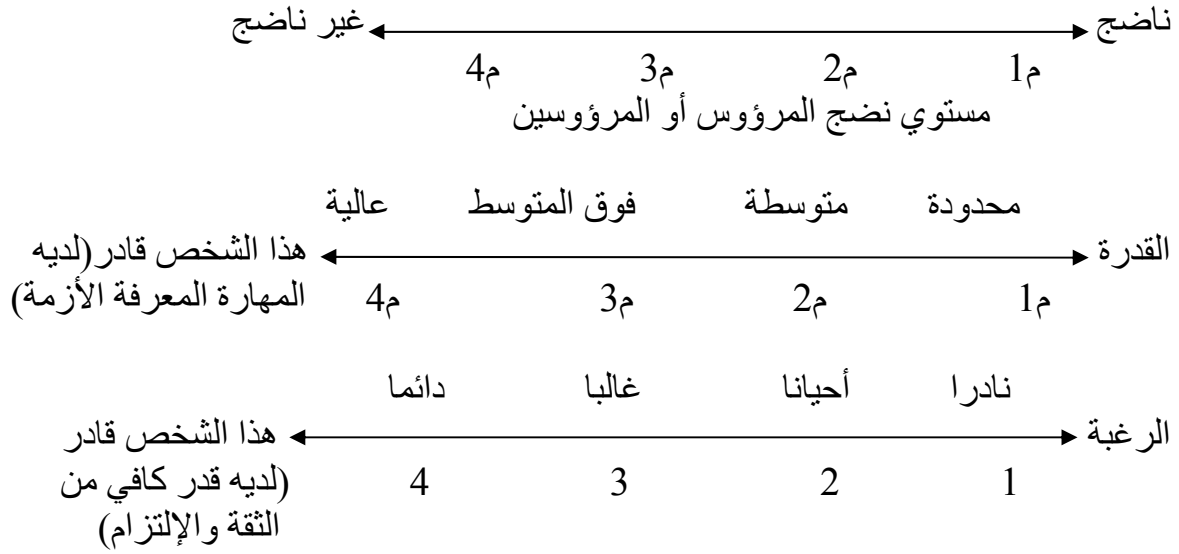 ناضج غير ناضج
م1 م2 م3 م4
مستوي نضج المرؤوس أو المرؤوسين
محدودة متوسطة فوق المتوسط عالية
القدرة هذا الشخص قادر(لديه
م1 م2 م3 م4 المهارة المعرفة الأزمة)
نادرا أحيانا غالبا دائما
الرغبة هذا الشخص قادر
1 2 3 4 (لديه قدر كافي من
الثقة والإلتزام)